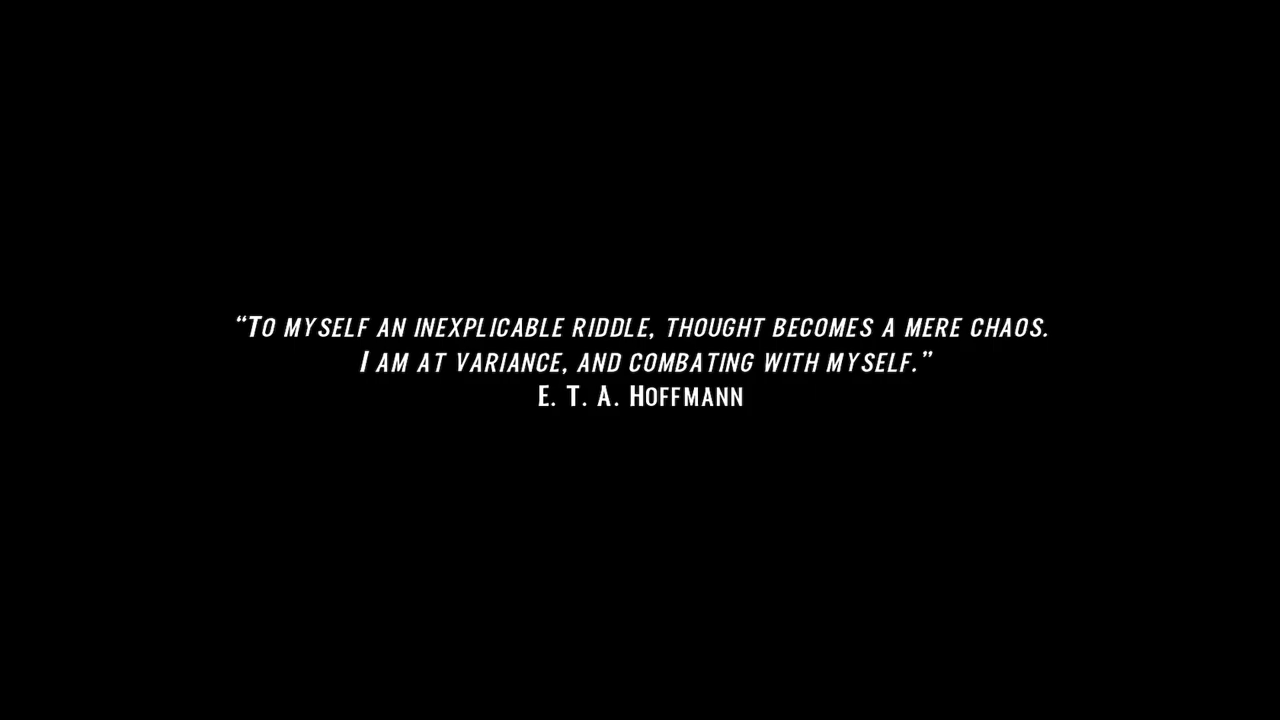 “To myself an inexplicable riddle, thought becomes a mere chaos.
I am at variance, and combating with myself.”
E. T. A. Hoffmann